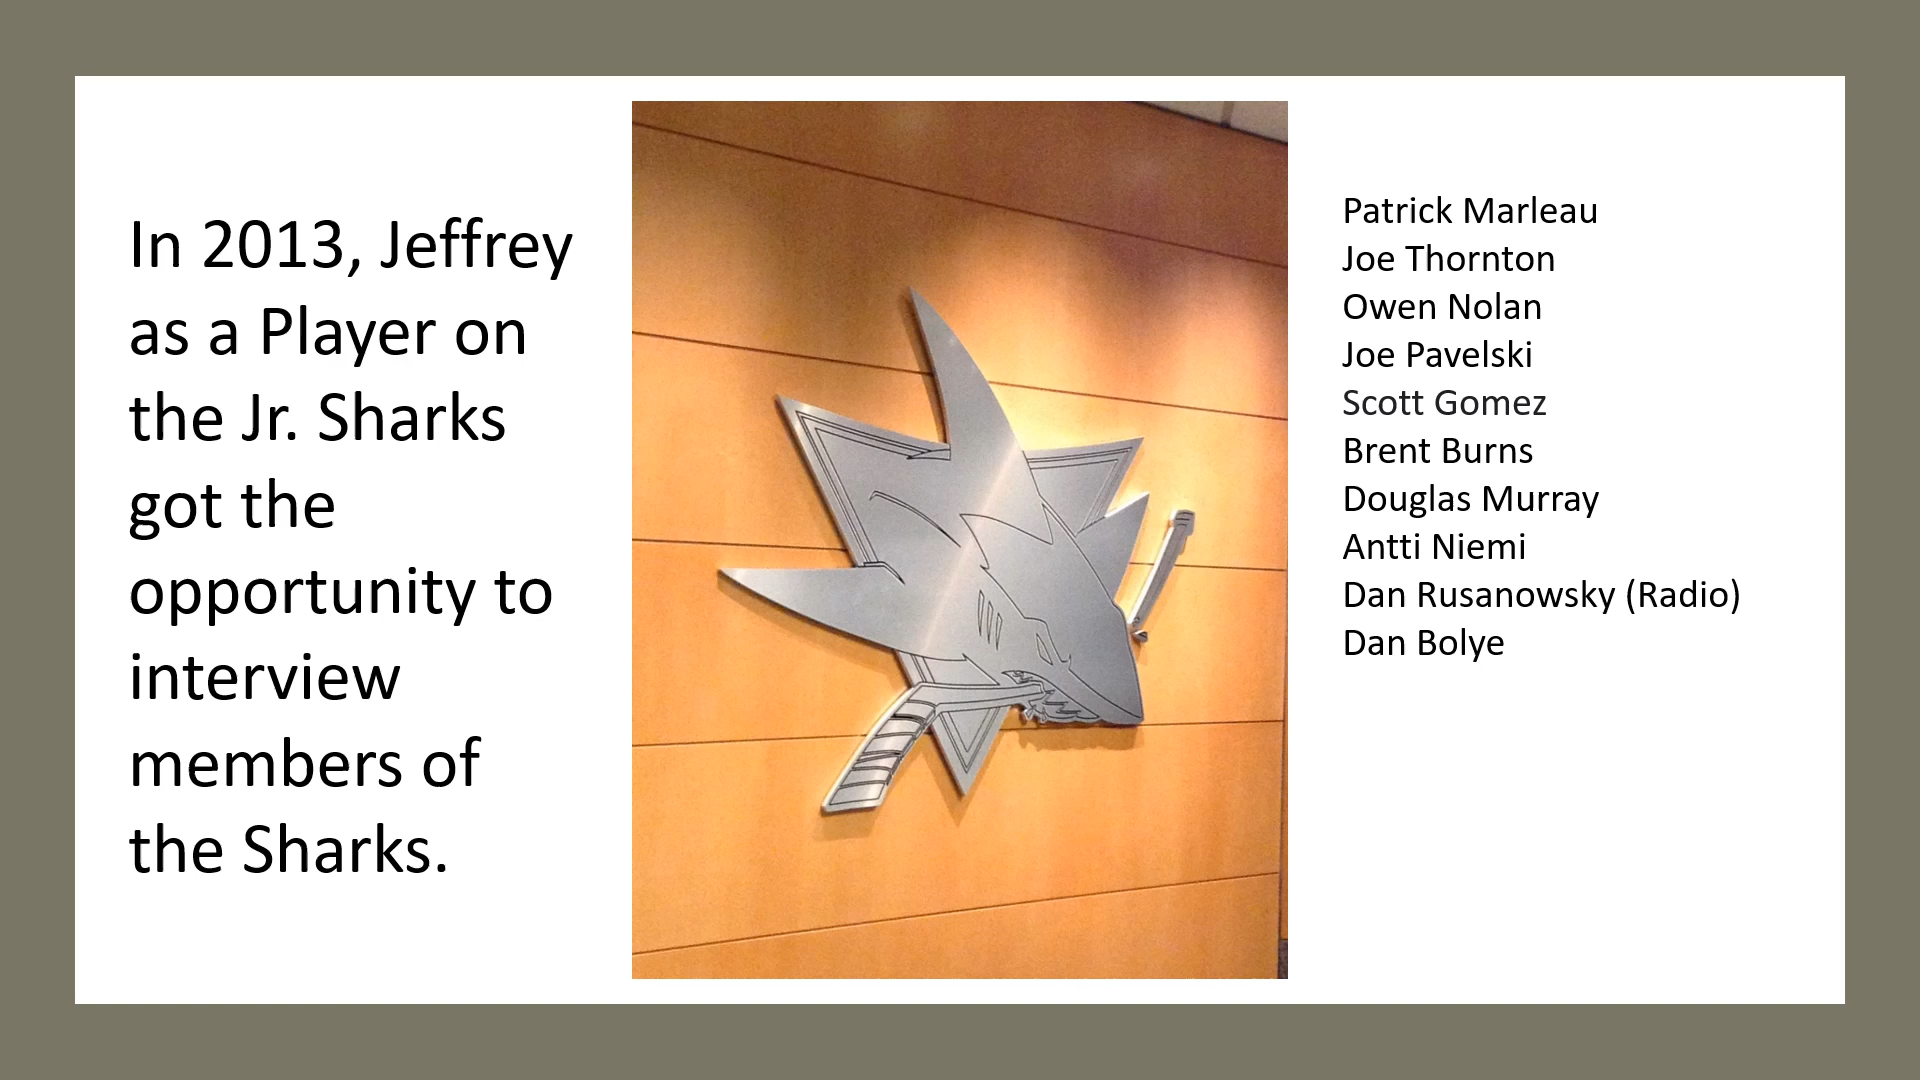 In 2013, Jeffrey
as a Player on
the Jr. Sharks
got the
opportunity to
interview
members of
the Sharks.
Patrick Marleau
Joe Thornton
Owen Nolan
Joe Pavelski
Scott Gomez
Brent Burns
Douglas Murray
Antti Niemi
Dan Rusanowsky (Radio)
Dan Bolye